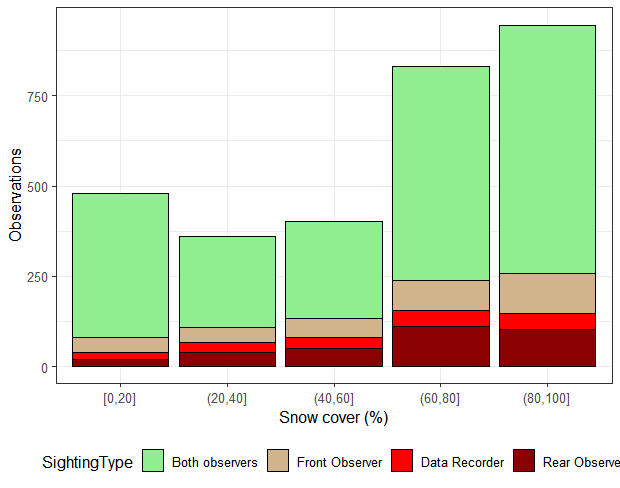 Observations
750
500
250
0
[0,20]
(20,40]
(40,60]
(60,80]
(80,100]
Snow cover (%)
SightingType
Both observers
Front Observer
Data Recorder
Rear Observe